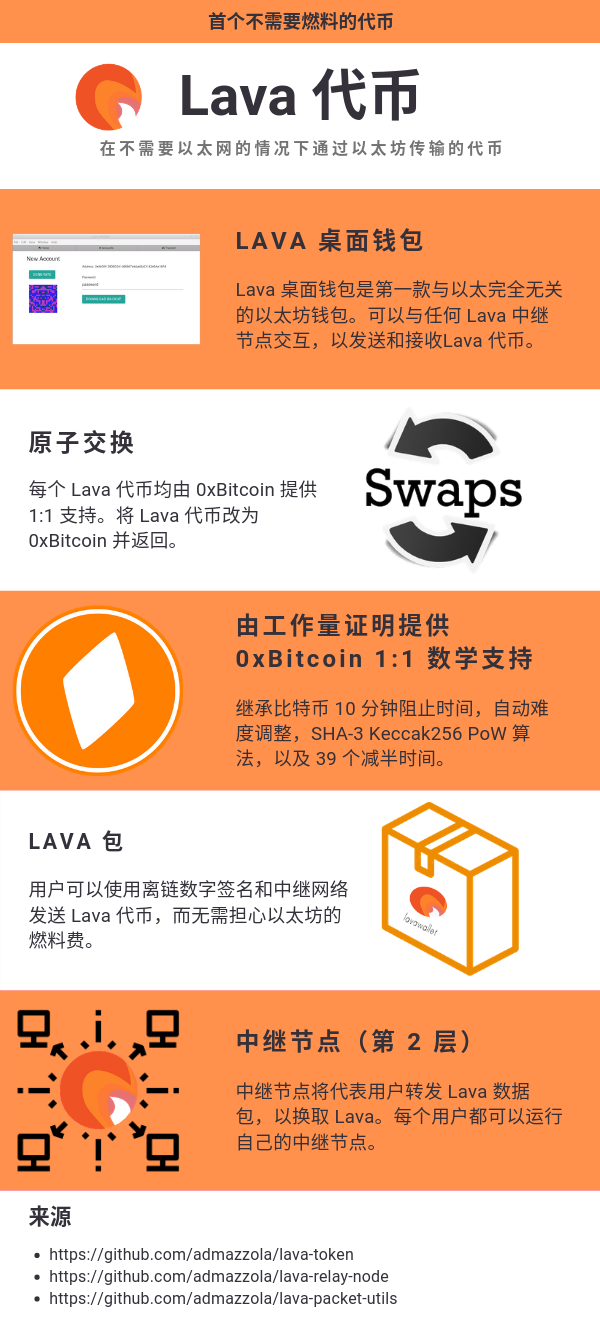 首个不需要燃料的代币
Lava 代币
在不需要以太网的情况下通过以太坊传输的代币
New Account
Password
password
DOWNLOAD BACKUP
LAVA 桌面钱包
Lava 桌面钱包是第一款与以太完全无关
的以太坊钱包。可以与任何 Lava 中继
节点交互，以发送和接收Lava 代币。
原子交换
每个 Lava 代币均由 0xBitcoin 提供
1:1 支持。将 Lava 代币改为
0xBitcoin 并返回。
Swaps
由工作量证明提供
0xBitcoin 1:1 数学支持
继承比特币 10 分钟阻止时间，自动难
度调整，SHA-3 Keccak256 PoW 算
法，以及 39 个减半时间。
LAVA 包
用户可以使用离链数字签名和中继网络
发送 Lava 代币，而无需担心以太坊的
燃料费。
lavawallet
中继节点（第 2 层）
中继节点将代表用户转发 Lava 数据
包，以换取 Lava。每个用户都可以运行
自己的中继节点。
来源
• https://github.com/admazzola/lava-token
• https://github.com/admazzola/lava-relay-node
• https://github.com/admazzola/lava-packet-utils